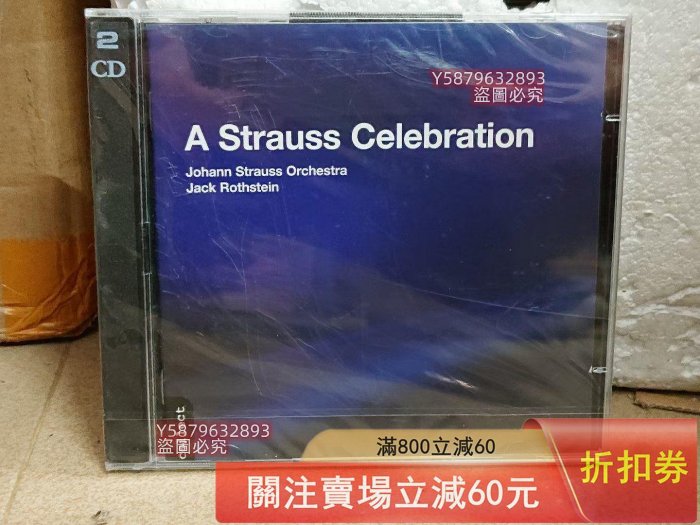 2
CD
Y5879632893
盜圖必究
A Strauss Celebration
Johann Strauss Orchestra
Jack Rothstein
Y5879632893
盜圖必究
滿800立減60
關注賣場立減60元
折扣券